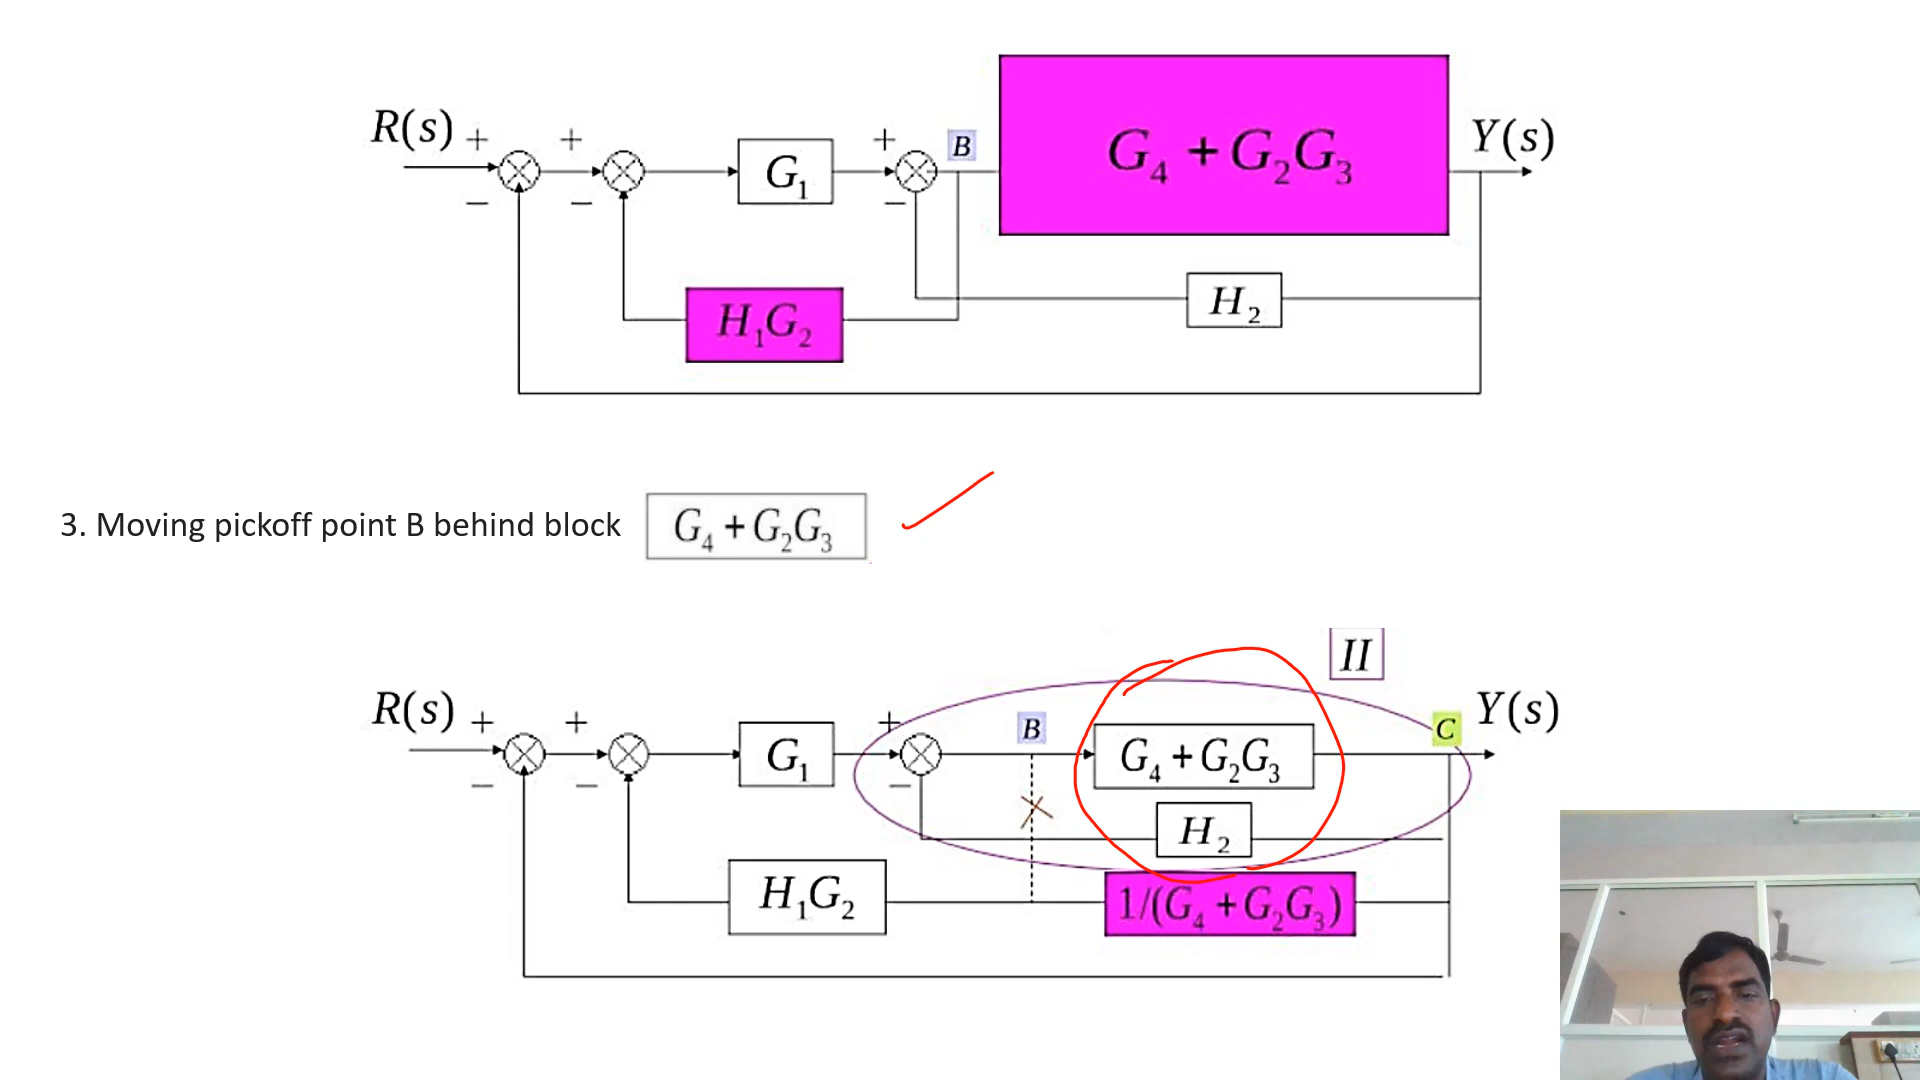 R(s) + + + B G₄ + G₂G₃ Y(s)
G₁
− − −
H₁G₂ H₂
3. Moving pickoff point B behind block G₄ + G₂G₃
II
R(s) + + + B C Y(s)
G₁ G₄ + G₂G₃
− − −
H₂
H₁G₂ 1/(G₄ + G₂G₃)